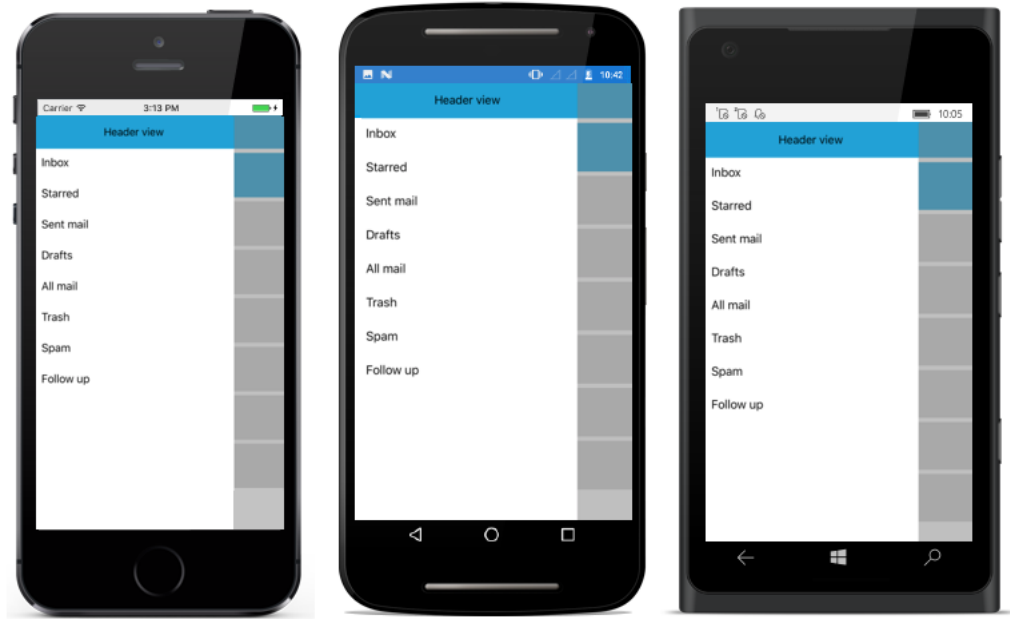 Carrier
3:13 PM
Header view
Inbox
Starred
Sent mail
Drafts
All mail
Trash
Spam
Follow up
10:42
Header view
Inbox
Starred
Sent mail
Drafts
All mail
Trash
Spam
Follow up
10:05
Header view
Inbox
Starred
Sent mail
Drafts
All mail
Trash
Spam
Follow up